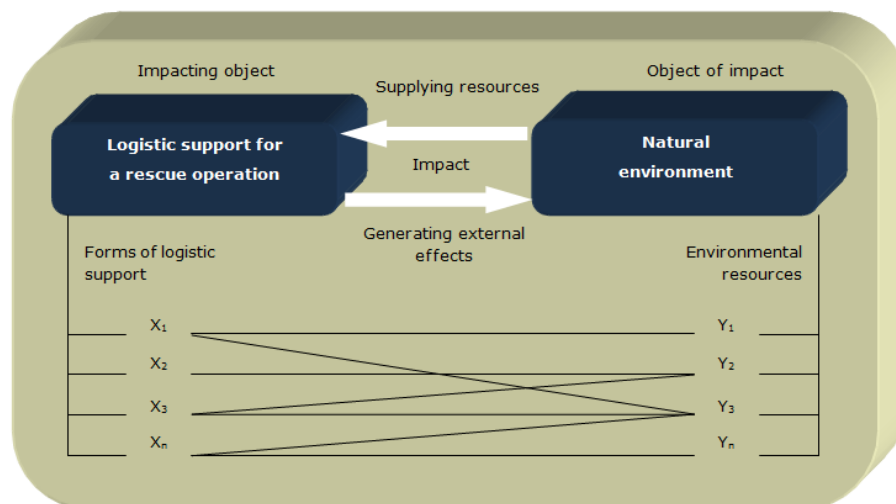 Impacting object
Object of impact
Supplying resources
Logistic support for
a rescue operation
Natural
environment
Impact
Generating external
effects
Forms of logistic
support
Environmental
resources
X₁
Y₁
X₂
Y₂
X₃
Y₃
Xₙ
Yₙ